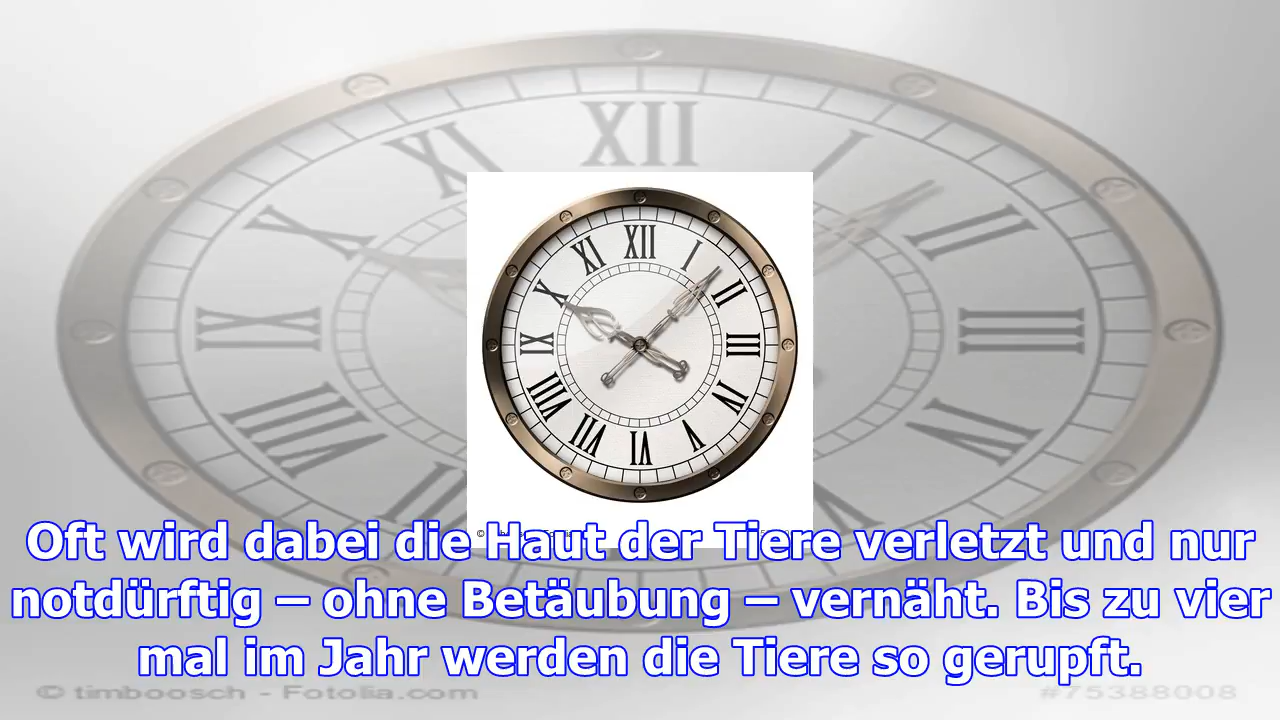 XII
XI
I
X
II
IX
III
VIII
IV
VII
V
VI
Oft wird dabei die Haut der Tiere verletzt und nur
notdürftig – ohne Betäubung – vernäht. Bis zu vier
mal im Jahr werden die Tiere so gerupft.
© timboosch - Fotolia.com
#75388008